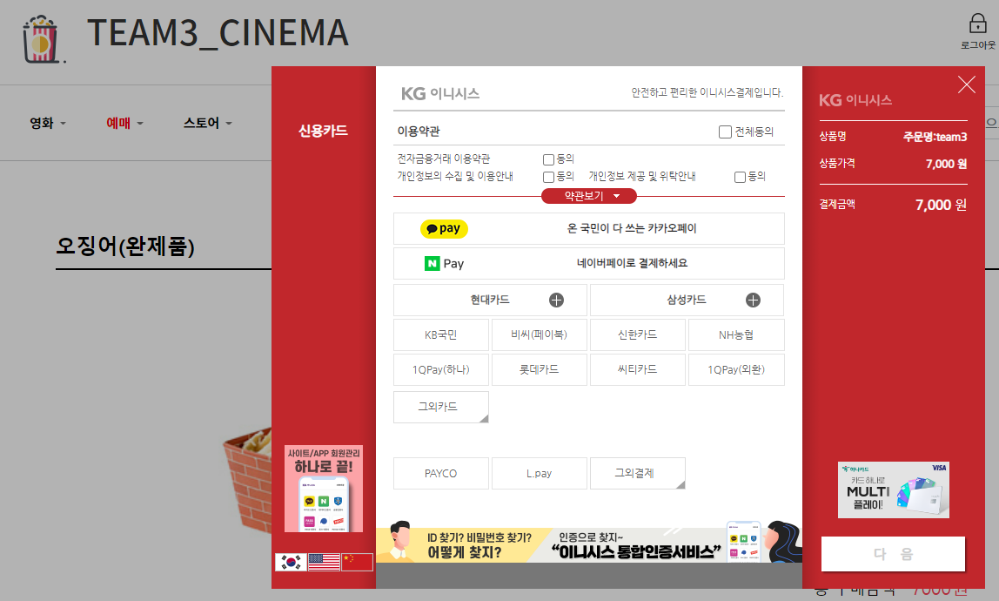 TEAM3_CINEMA
로그아웃
영화
예매
스토어
오징어(완제품)
신용카드
사이트/APP 회원관리
하나로 끝!
KG 이니시스
안전하고 편리한 이니시스결제입니다.
이용약관
전체동의
전자금융거래 이용약관
동의
개인정보의 수집 및 이용안내
동의
개인정보 제공 및 위탁안내
동의
약관보기
pay
온 국민이 다 쓰는 카카오페이
N Pay
네이버페이로 결제하세요
현대카드
삼성카드
KB국민
비씨(페이북)
신한카드
NH농협
1QPay(하나)
롯데카드
씨티카드
1QPay(외환)
그외카드
PAYCO
L.pay
그외결제
ID 찾기? 비밀번호 찾기?
어떻게 찾지?
인증으로 찾지~
“이니시스 통합인증서비스”
KG 이니시스
상품명
주문명:team3
상품가격
7,000 원
결제금액
7,000 원
하나카드
VISA
카드 하나로
MULTI
플레이!
다 음
7000 원